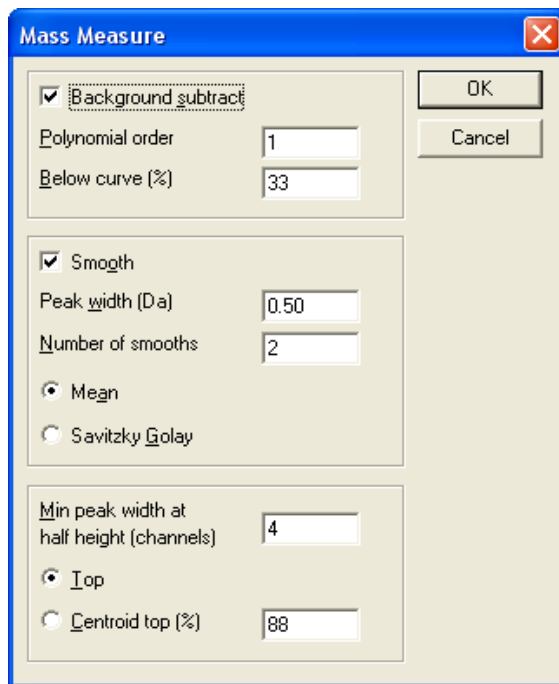 Mass Measure
Background subtract
OK
Polynomial order 1
Cancel
Below curve (%) 33
Smooth
Peak width (Da) 0.50
Number of smooths 2
Mean
Savitzky Golay
Min peak width at
half height (channels) 4
Top
Centroid top (%) 88